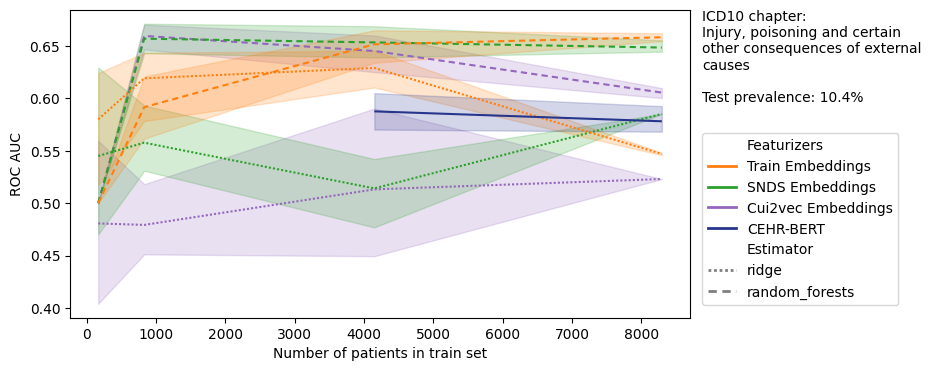 ICD10 chapter:
Injury, poisoning and certain
other consequences of external
causes
Test prevalence: 10.4%
ROC AUC
0.65
0.60
0.55
0.50
0.45
0.40
0
1000
2000
3000
4000
5000
6000
7000
8000
Number of patients in train set
Featurizers
Train Embeddings
SNDS Embeddings
Cui2vec Embeddings
CEHR-BERT
Estimator
ridge
random_forests